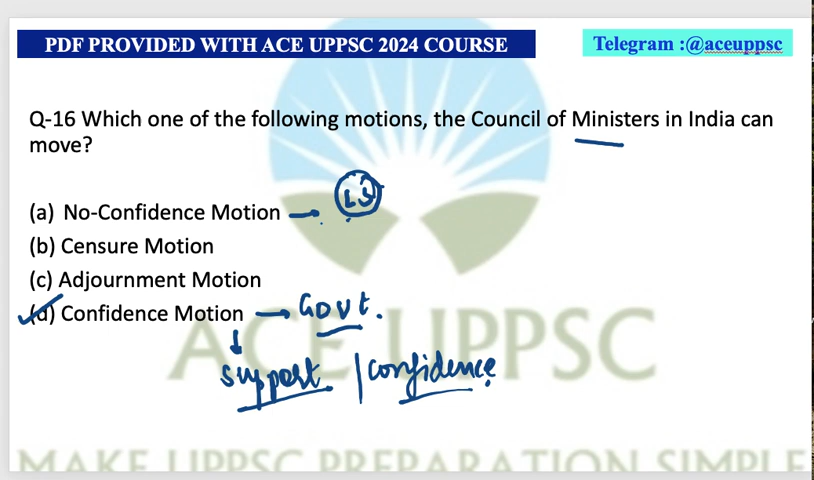 PDF PROVIDED WITH ACE UPPSC 2024 COURSE
Telegram :@aceuppsc
Q-16 Which one of the following motions, the Council of Ministers in India can
move?
LS
(a) No-Confidence Motion
(b) Censure Motion
(c) Adjournment Motion
(d) Confidence Motion → Govt.
support | confidence
ACE UPPSC
MAKE UPPSC PREPARATION SIMPLE